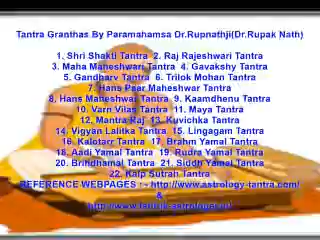 Tantra Granthas By Paramahamsa Dr.Rupnathji(Dr.Rupak Nath)
1. Shri Shakti Tantra 2. Raj Rajeshwari Tantra
3. Maha Maheshwari Tantra 4. Gavakshy Tantra
5. Gandharv Tantra 6. Trilok Mohan Tantra
7. Hans Paar Maheshwar Tantra
8. Hans Maheshwar Tantra 9. Kaamdhenu Tantra
10. Varn Vilas Tantra 11. Maya Tantra
12. Mantra Raj 13. Kuvichka Tantra
14. Vigyan Lalitka Tantra 15. Lingagam Tantra
16. Kalotarr Tantra 17. Brahm Yamal Tantra
18. Aadi Yamal Tantra 19. Rudra Yamal Tantra
20. Brihdhamal Tantra 21. Siddh Yamal Tantra
22. Kalp Sutrah Tantra
REFERENCE WEBPAGES : - http://www.astrology-tantra.com/
&